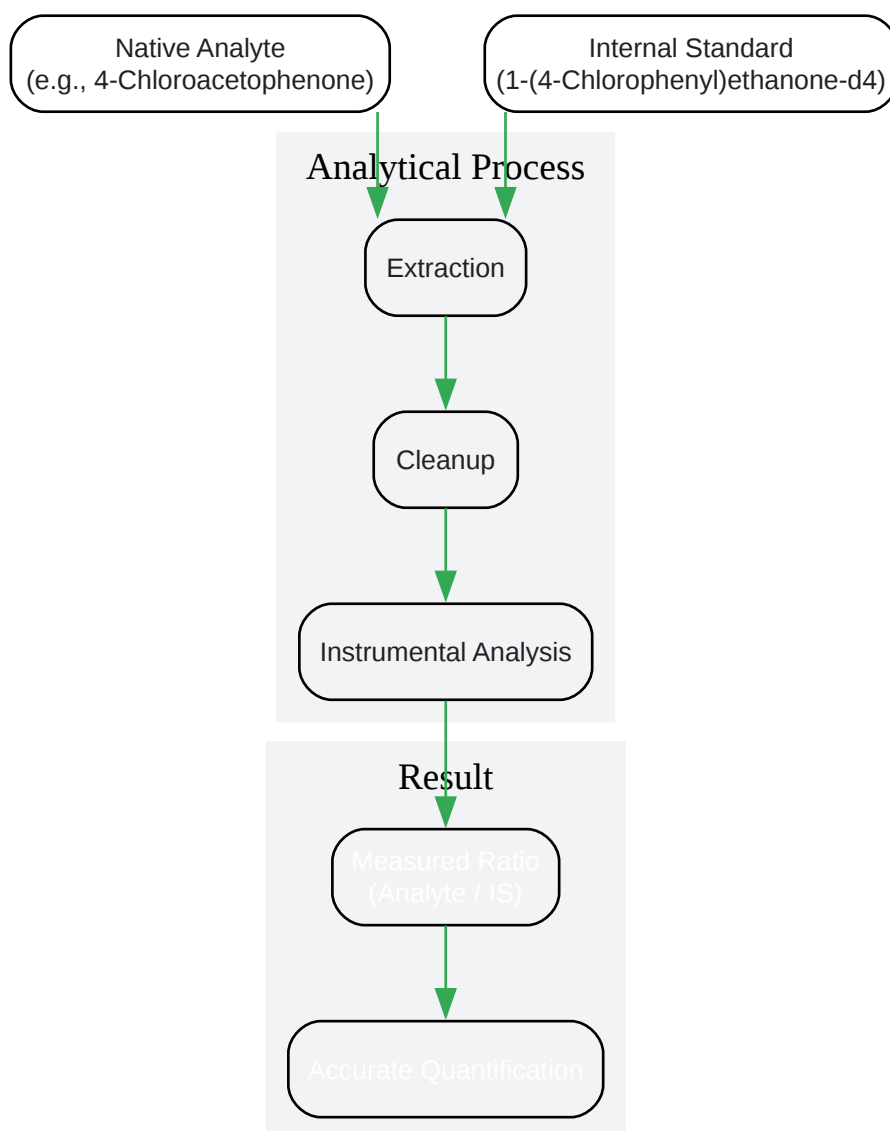 Native Analyte
(e.g., 4-Chloroacetophenone)
Internal Standard
(1-(4-Chlorophenyl)ethanone-d4)
Analytical Process
Extraction
Cleanup
Instrumental Analysis
Result
Measured Ratio
(Analyte / IS)
Accurate Quantification